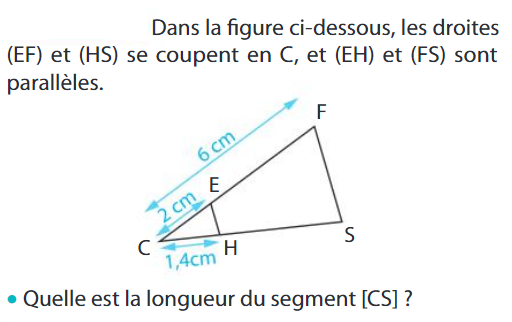 Dans la figure ci-dessous, les droites
(EF) et (HS) se coupent en C, et (EH) et (FS) sont
parallèles.
F
6 cm
E
2 cm
S
C
H
1,4cm
• Quelle est la longueur du segment [CS] ?